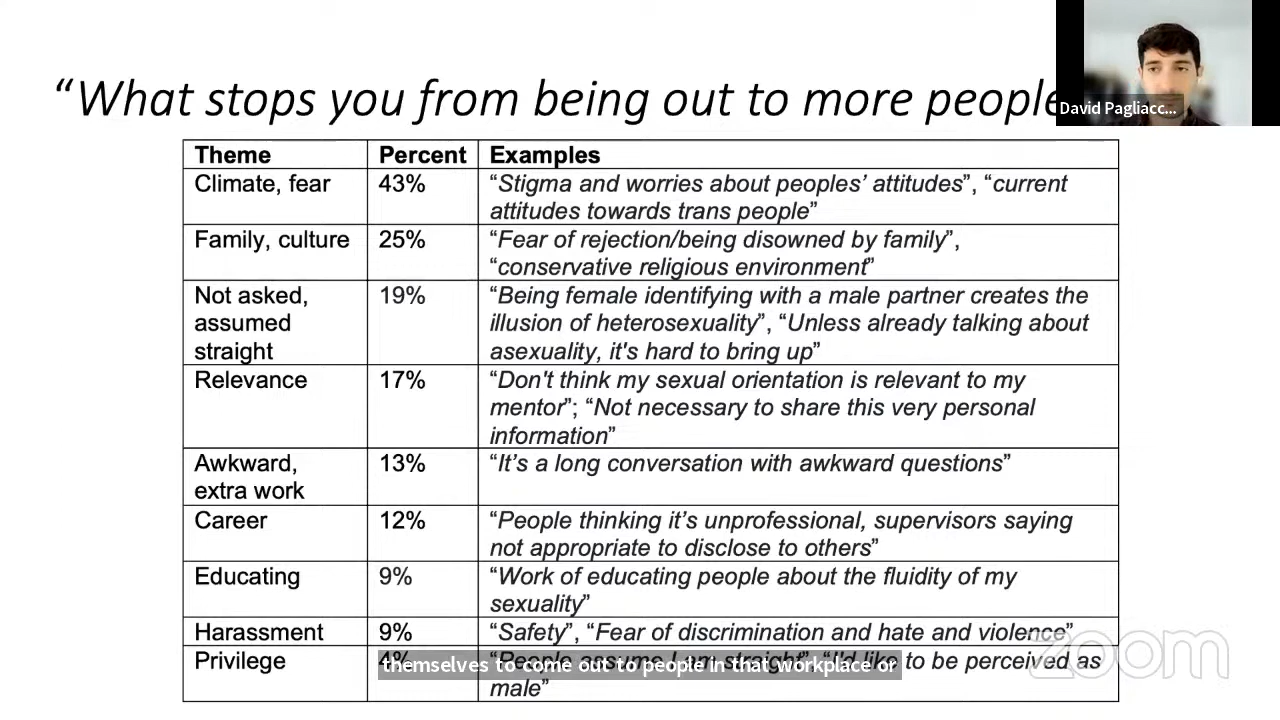 “What stops you from being out to more people
David Pagliacc...
Theme Percent Examples
Climate, fear 43% “Stigma and worries about peoples’ attitudes”, “current
attitudes towards trans people”
Family, culture 25% “Fear of rejection/being disowned by family”,
“conservative religious environment”
Not asked, 19% “Being female identifying with a male partner creates the
assumed illusion of heterosexuality”, “Unless already talking about
straight asexuality, it's hard to bring up”
Relevance 17% “Don't think my sexual orientation is relevant to my
mentor”; “Not necessary to share this very personal
information”
Awkward, 13% “It’s a long conversation with awkward questions”
extra work
Career 12% “People thinking it’s unprofessional, supervisors saying
not appropriate to disclose to others”
Educating 9% “Work of educating people about the fluidity of my
sexuality”
Harassment 9% “Safety”, “Fear of discrimination and hate and violence”
zoom
Privilege 4% “People assume I am straight”, “I'd like to be perceived as
male”
themselves to come out to people in that workplace or